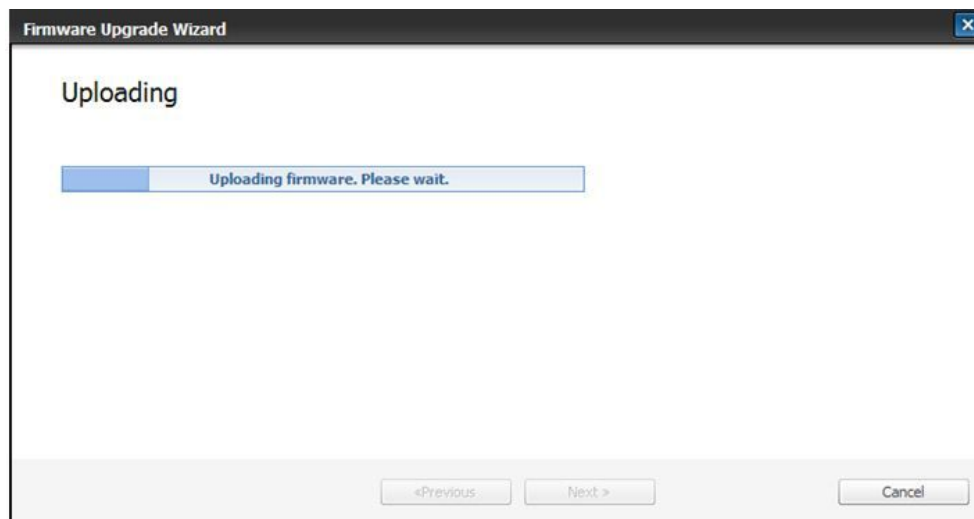 Firmware Upgrade Wizard
Uploading
Uploading firmware. Please wait.
«Previous
Next »
Cancel